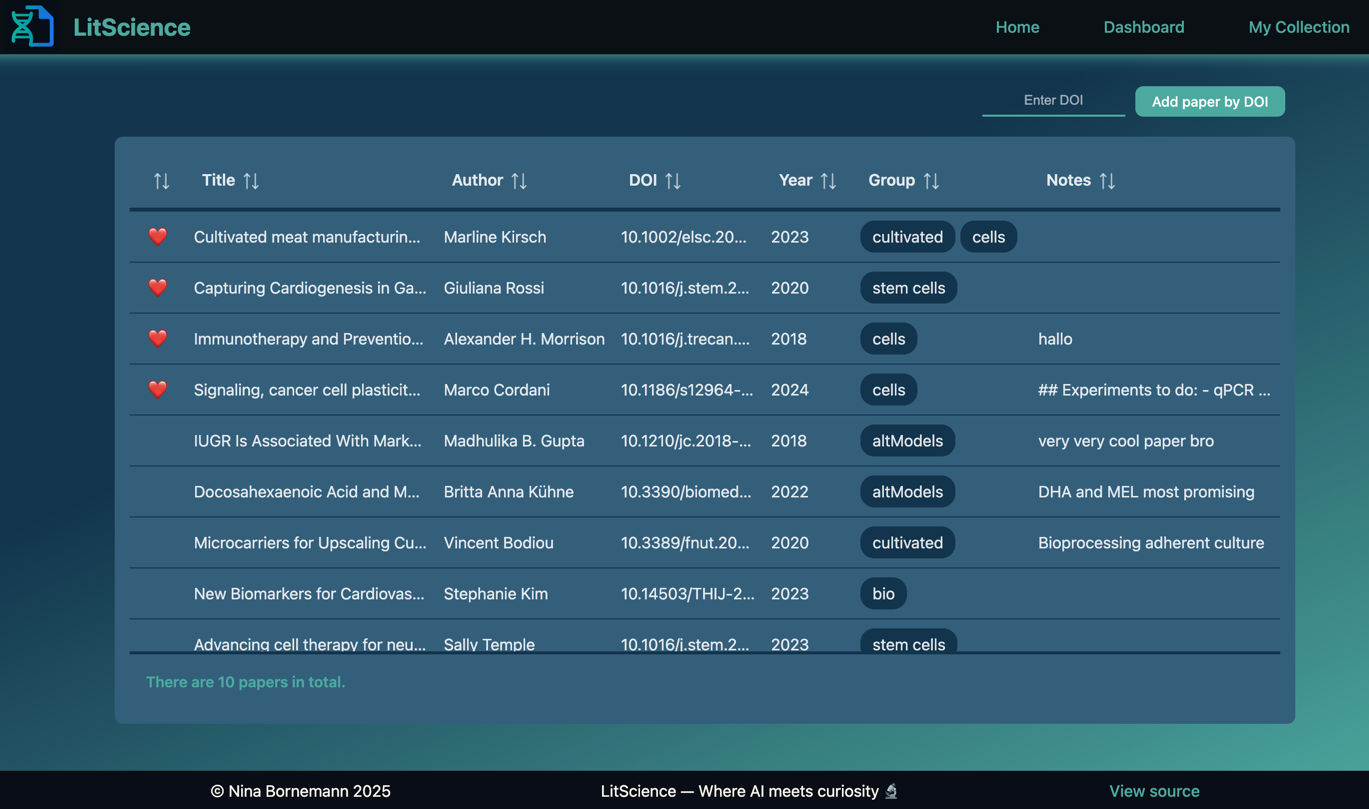 LitScience Home Dashboard My Collection
Enter DOI Add paper by DOI
Title Author DOI Year Group Notes
Cultivated meat manufacturin... Marline Kirsch 10.1002/elsc.20... 2023 cultivated cells
Capturing Cardiogenesis in Ga... Giuliana Rossi 10.1016/j.stem.2... 2020 stem cells
Immunotherapy and Preventio... Alexander H. Morrison 10.1016/j.trecan.... 2018 cells hallo
Signaling, cancer cell plasticit... Marco Cordani 10.1186/s12964-... 2024 cells ## Experiments to do: - qPCR ...
IUGR Is Associated With Mark... Madhulika B. Gupta 10.1210/jc.2018-... 2018 altModels very very cool paper bro
Docosahexaenoic Acid and M... Britta Anna Kühne 10.3390/biomed... 2022 altModels DHA and MEL most promising
Microcarriers for Upscaling Cu... Vincent Bodiou 10.3389/fnut.20... 2020 cultivated Bioprocessing adherent culture
New Biomarkers for Cardiovas... Stephanie Kim 10.14503/THIJ-2... 2023 bio
Advancing cell therapy for neu... Sally Temple 10.1016/j.stem.2... 2023 stem cells
There are 10 papers in total.
© Nina Bornemann 2025 LitScience — Where AI meets curiosity 🔬 View source